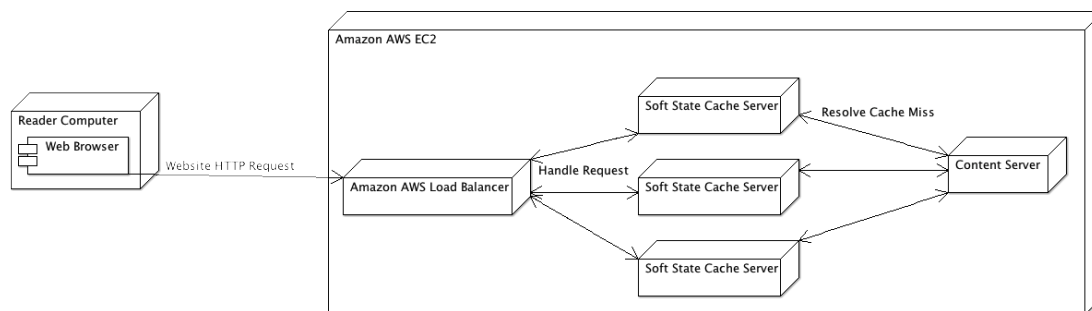 Amazon AWS EC2
Reader Computer
Web Browser
Website HTTP Request
Amazon AWS Load Balancer
Handle Request
Soft State Cache Server
Soft State Cache Server
Soft State Cache Server
Resolve Cache Miss
Content Server